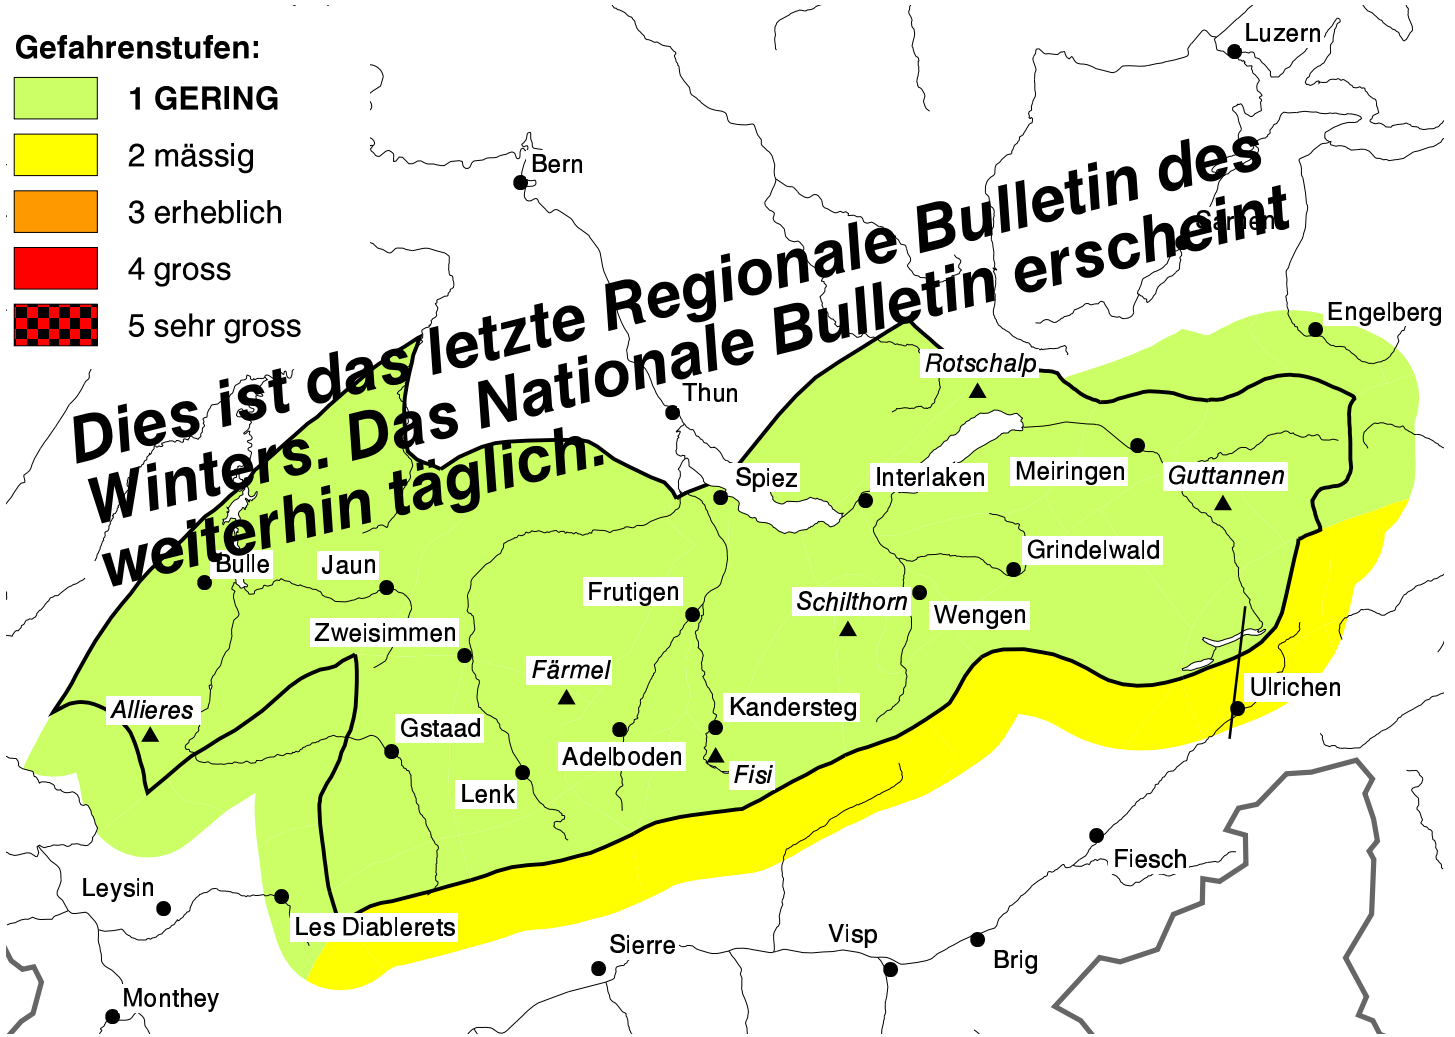 Gefahrenstufen:
1 GERING
2 mässig
3 erheblich
4 gross
5 sehr gross
Dies ist das letzte Regionale Bulletin des
Winters. Das Nationale Bulletin erscheint
weiterhin täglich.
Luzern
Bern
Sarnen
Engelberg
Rotschalp
Thun
Spiez
Interlaken
Meiringen
Guttannen
Bulle
Jaun
Grindelwald
Frutigen
Schilthorn
Wengen
Zweisimmen
Färmel
Allieres
Gstaad
Kandersteg
Ulrichen
Adelboden
Fisi
Lenk
Fiesch
Leysin
Les Diablerets
Sierre
Visp
Brig
Monthey